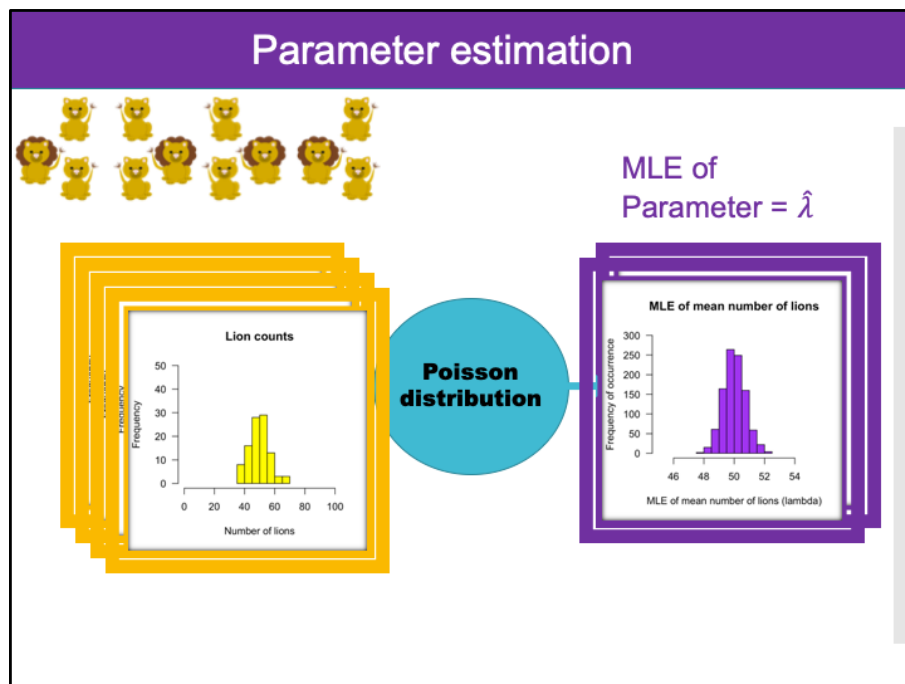 Parameter estimation
MLE of
Parameter = λ̂
Lion counts
50
40
30
20
10
0
Frequency
Frequency
0 20 40 60 80 100
Number of lions
Poisson
distribution
MLE of mean number of lions
300
250
200
150
100
50
0
Frequency of occurrence
46 48 50 52 54
MLE of mean number of lions (lambda)